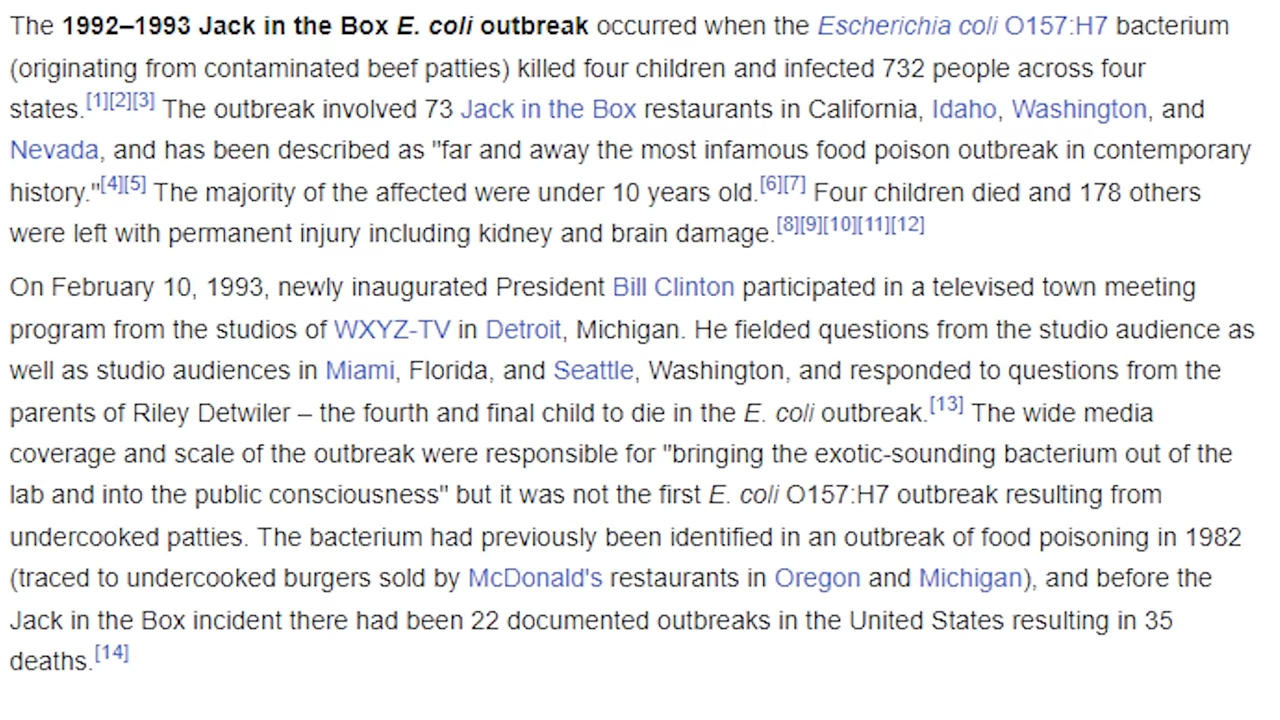 The 1992–1993 Jack in the Box E. coli outbreak occurred when the Escherichia coli O157:H7 bacterium
(originating from contaminated beef patties) killed four children and infected 732 people across four
states.[1][2][3] The outbreak involved 73 Jack in the Box restaurants in California, Idaho, Washington, and
Nevada, and has been described as "far and away the most infamous food poison outbreak in contemporary
history."[4][5] The majority of the affected were under 10 years old.[6][7] Four children died and 178 others
were left with permanent injury including kidney and brain damage.[8][9][10][11][12]
On February 10, 1993, newly inaugurated President Bill Clinton participated in a televised town meeting
program from the studios of WXYZ-TV in Detroit, Michigan. He fielded questions from the studio audience as
well as studio audiences in Miami, Florida, and Seattle, Washington, and responded to questions from the
parents of Riley Detwiler – the fourth and final child to die in the E. coli outbreak.[13] The wide media
coverage and scale of the outbreak were responsible for "bringing the exotic-sounding bacterium out of the
lab and into the public consciousness" but it was not the first E. coli O157:H7 outbreak resulting from
undercooked patties. The bacterium had previously been identified in an outbreak of food poisoning in 1982
(traced to undercooked burgers sold by McDonald's restaurants in Oregon and Michigan), and before the
Jack in the Box incident there had been 22 documented outbreaks in the United States resulting in 35
deaths.[14]